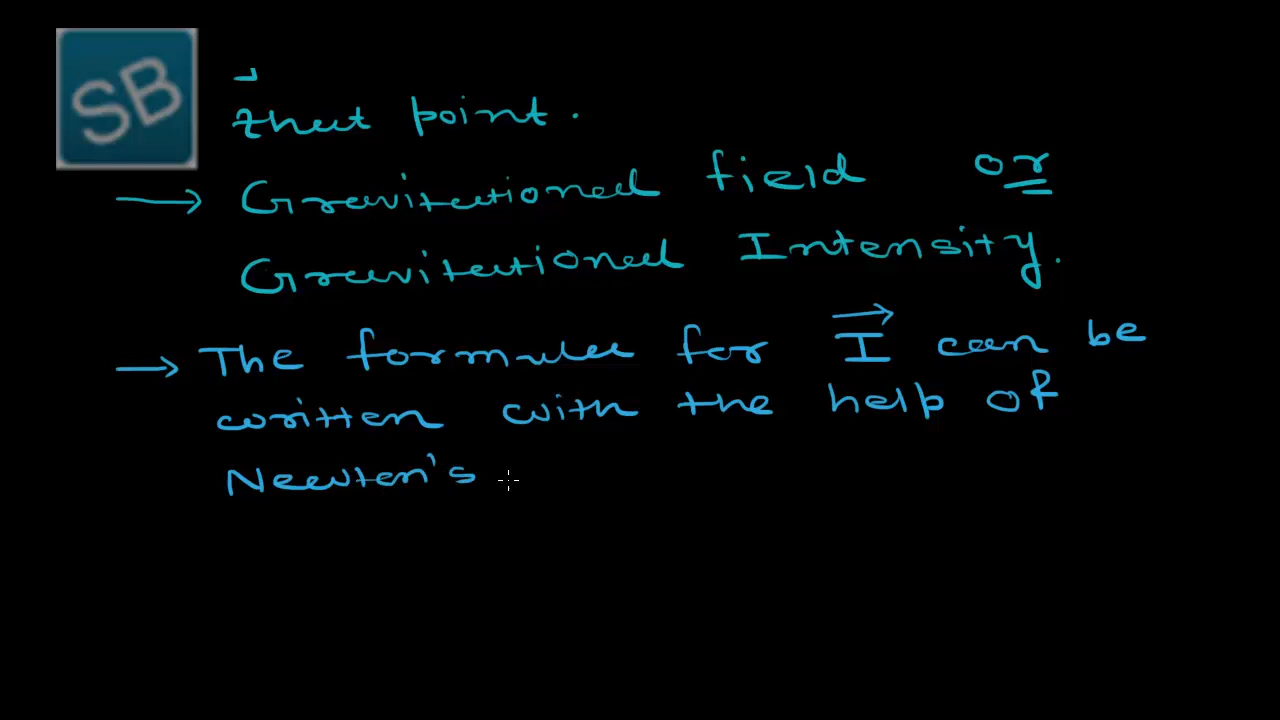 SB
that point.
→ Gravitational field or
Gravitational Intensity.
→ The formula for I⃗ can be
written with the help of
Newton's